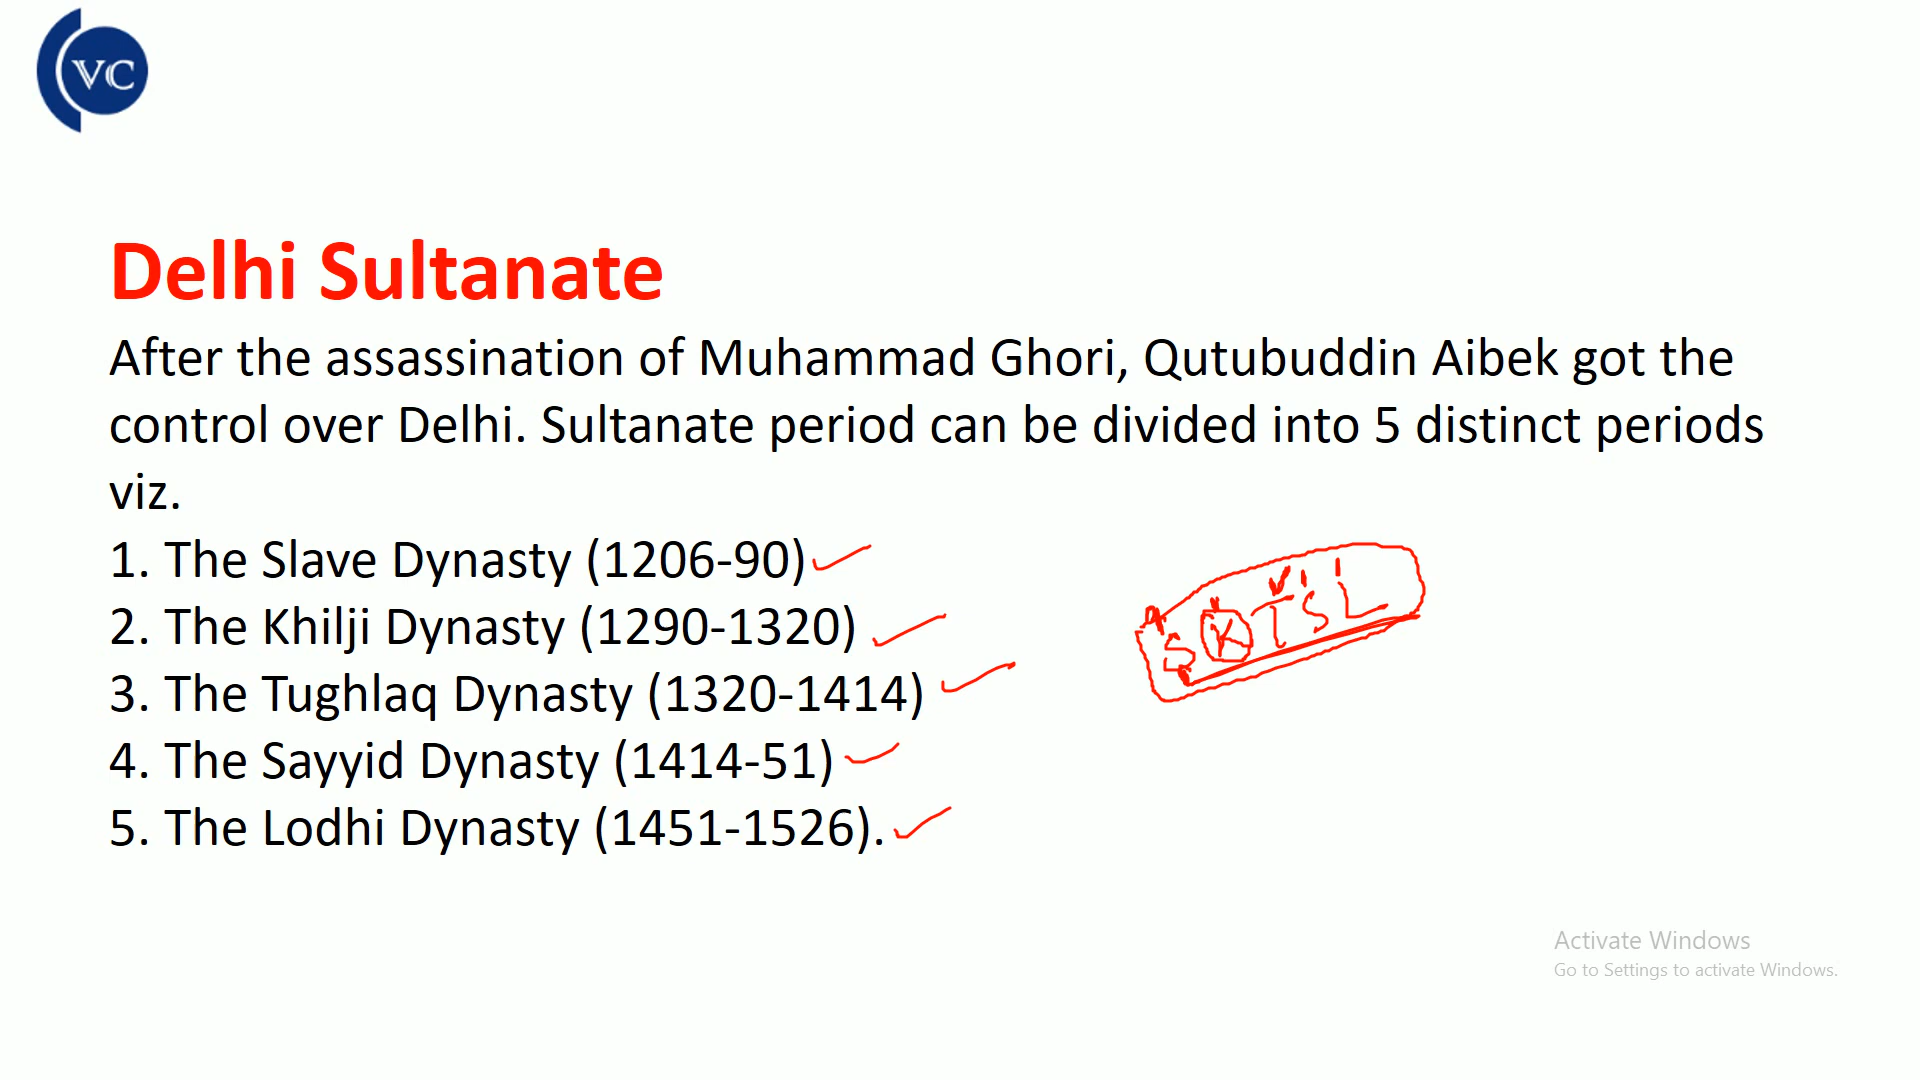 VC
Delhi Sultanate
After the assassination of Muhammad Ghori, Qutubuddin Aibek got the
control over Delhi. Sultanate period can be divided into 5 distinct periods
viz.
1. The Slave Dynasty (1206-90)
2. The Khilji Dynasty (1290-1320)
3. The Tughlaq Dynasty (1320-1414)
4. The Sayyid Dynasty (1414-51)
5. The Lodhi Dynasty (1451-1526).
S K T S L
Activate Windows
Go to Settings to activate Windows.